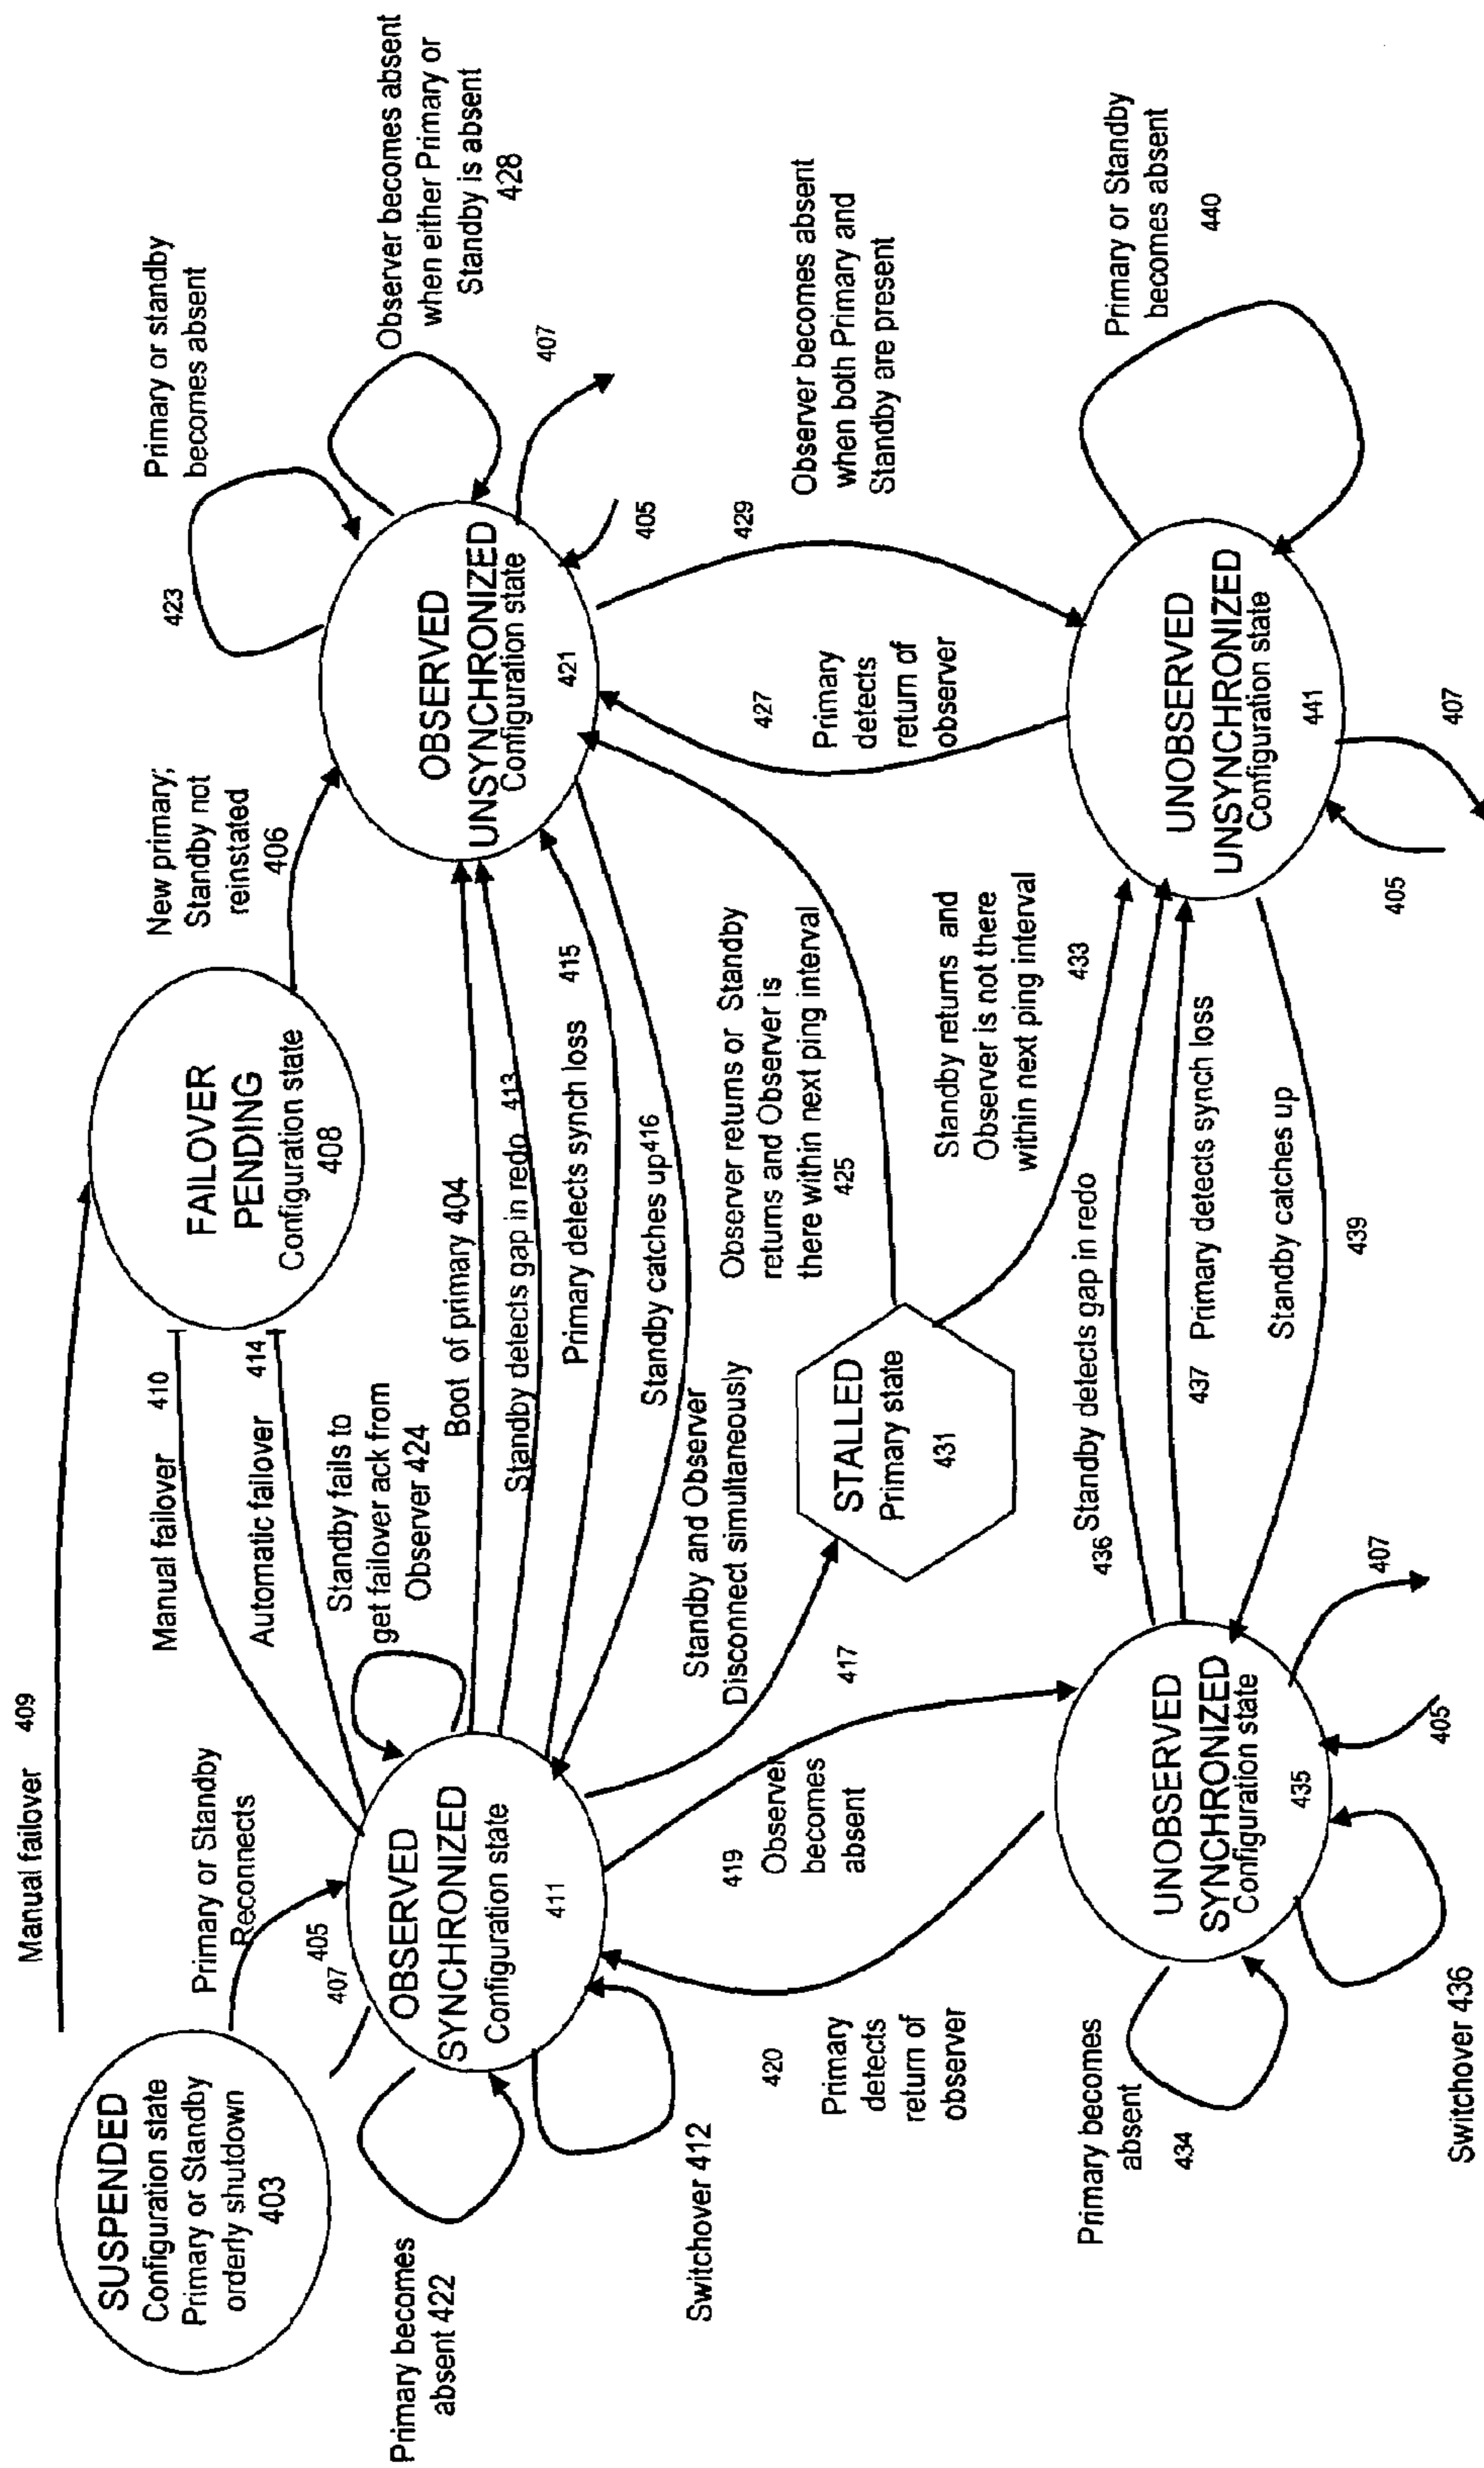 Manual failover 409
SUSPENDED
Configuration state
Primary or Standby
orderly shutdown
403
Primary or Standby
Reconnects
405
407
Manual failover 410
Automatic failover 414
FAILOVER
PENDING
Configuration state
408
New primary;
Standby not
reinstated
406
Primary or standby
becomes absent
423
Observer becomes absent
when either Primary or
Standby is absent
428
407
405
OBSERVED
UNSYNCHRONIZED
Configuration state
421
Standby fails to
get failover ack from
Observer 424
Boot of primary 404
Standby detects gap in redo 413
Primary detects synch loss 415
Standby catches up 416
OBSERVED
SYNCHRONIZED
Configuration state
411
Primary becomes
absent 422
Switchover 412
Standby and Observer
Disconnect simultaneously
417
Observer returns or Standby
returns and Observer is
there within next ping interval
425
STALLED
Primary state
431
Standby returns and
Observer is not there
within next ping interval
433
429
Observer becomes absent
when both Primary and
Standby are present
427
Primary
detects
return of
observer
419 Observer
becomes
absent
420
Primary
detects
return of
observer
436 Standby detects gap in redo
437 Primary detects synch loss
Standby catches up
439
UNOBSERVED
SYNCHRONIZED
Configuration state
435
Primary becomes
absent
434
Switchover 436
405
407
UNOBSERVED
UNSYNCHRONIZED
Configuration state
441
Primary or Standby
becomes absent
440
405
407